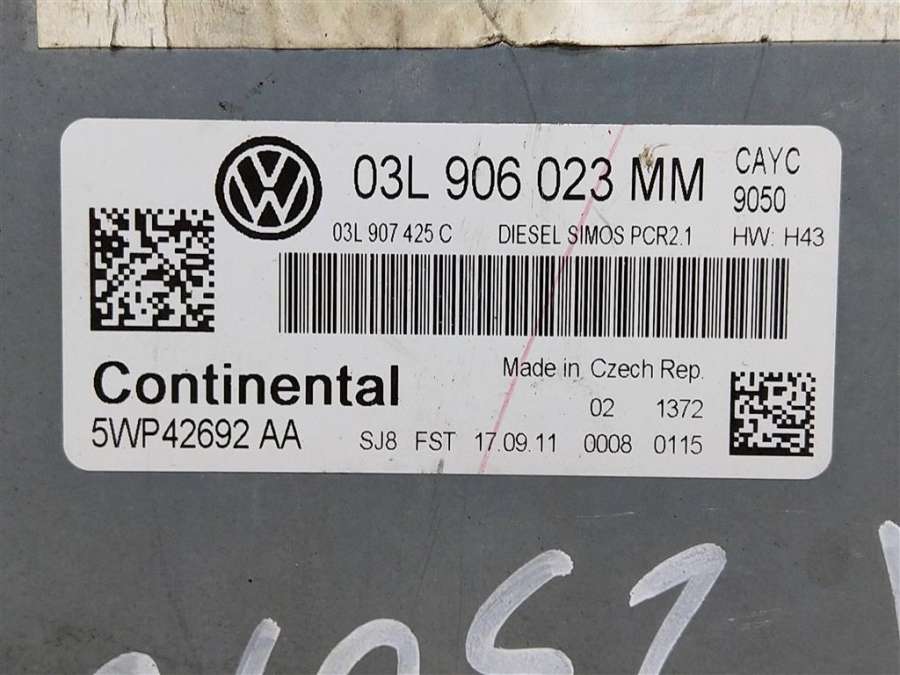 03L 906 023 MM CAYC
9050
03L 907 425 C DIESEL SIMOS PCR2.1 HW: H43
Continental
Made in Czech Rep.
02 1372
5WP42692 AA SJ8 FST 17.09.11 0008 0115